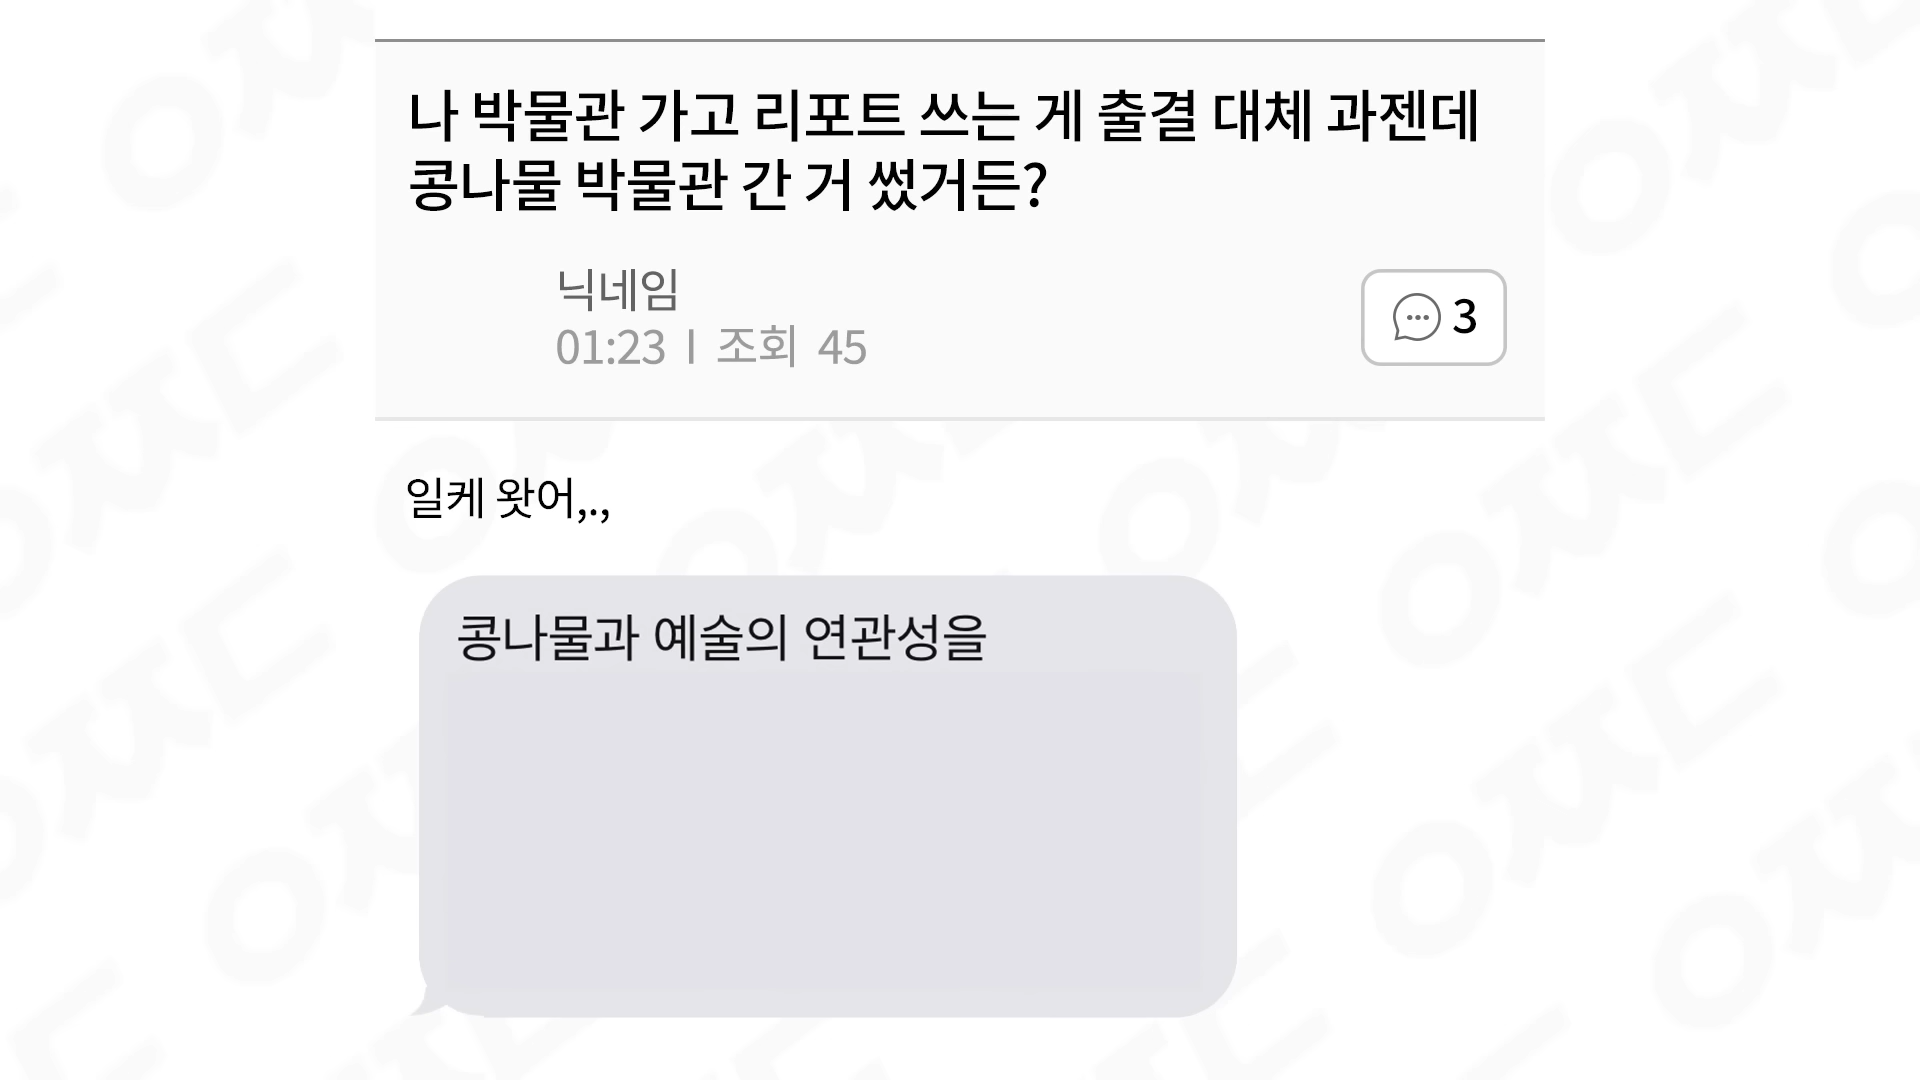 나 박물관 가고 리포트 쓰는 게 출결 대체 과젠데
콩나물 박물관 간 거 썼거든?
닉네임
01:23 | 조회 45
3
일케 왓어,.,
콩나물과 예술의 연관성을